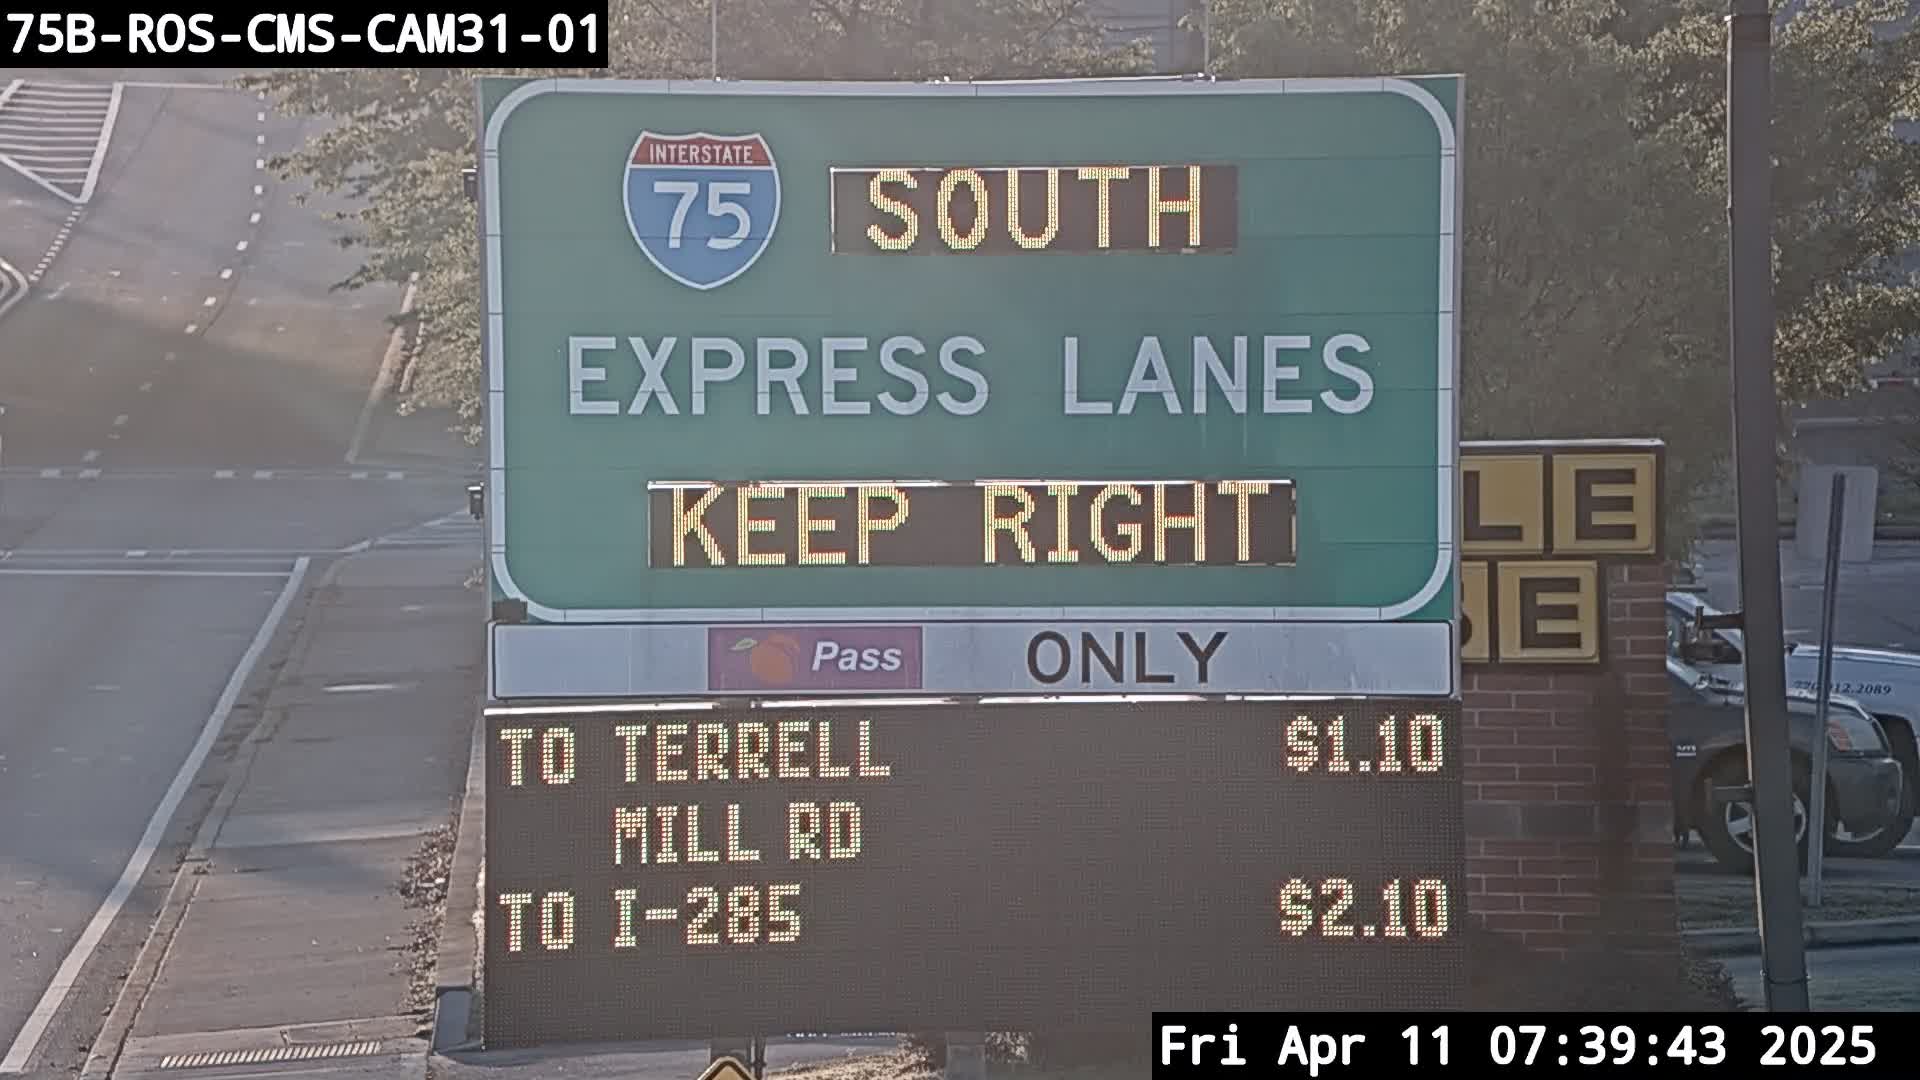 75B-ROS-CMS-CAM31-01
INTERSTATE
75
SOUTH
EXPRESS LANES
KEEP RIGHT
Pass ONLY
TO TERRELL $1.10
MILL RD
TO I-285 $2.10
LE
E
Fri Apr 11 07:39:43 2025